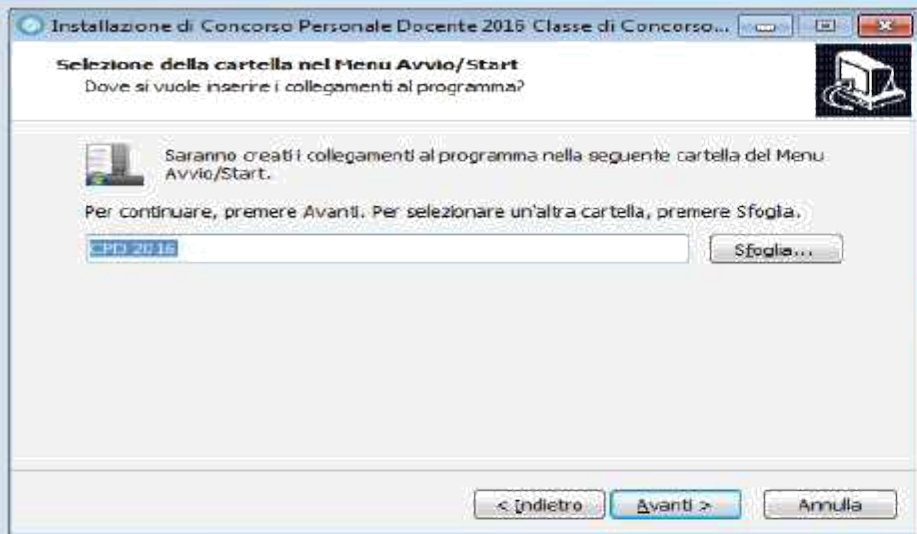 Installazione di Concorso Personale Docente 2016 Classe di Concorso...
Selezione della cartella nel Menu Avvio/Start
Dove si vuole inserire i collegamenti al programma?
Saranno creati i collegamenti al programma nella seguente cartella del Menu
Avvio/Start.
Per continuare, premere Avanti. Per selezionare un'altra cartella, premere Sfoglia.
CPD 2016
Sfoglia...
< Indietro
Avanti >
Annulla